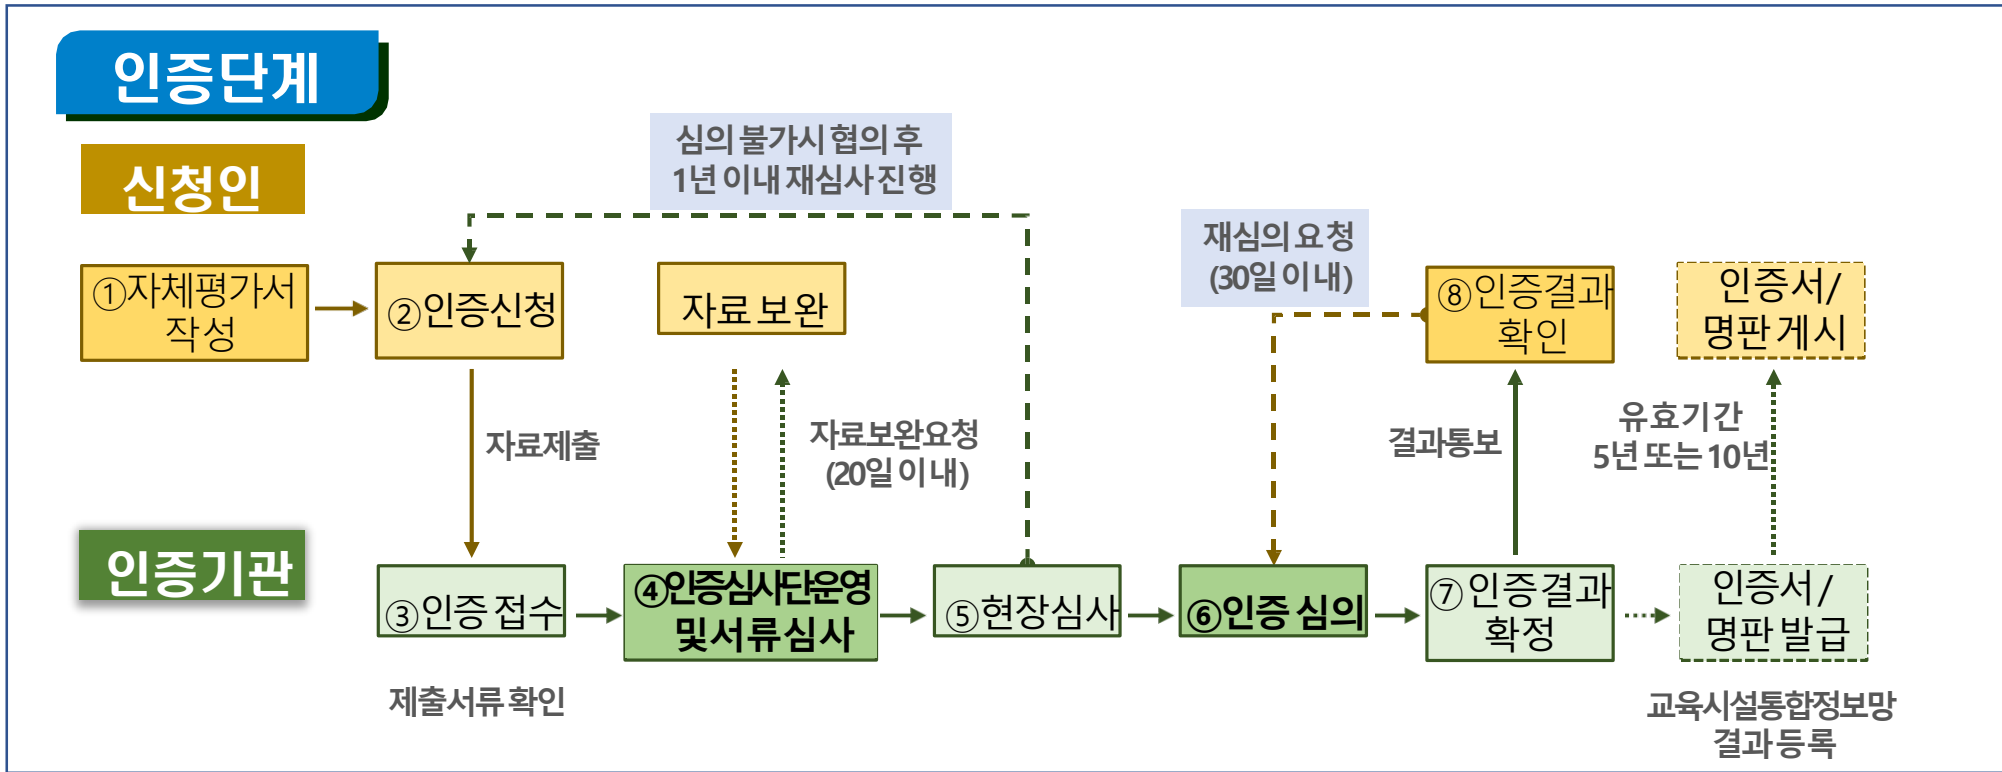 인증단계
신청인
심의 불가시 협의 후
1년 이내 재심사 진행
재심의 요청
(30일 이내)
①자체평가서
작성
②인증신청
자료 보완
⑧인증결과
확인
인증서/
명판 게시
자료제출
자료보완요청
(20일 이내)
결과통보
유효기간
5년 또는 10년
인증기관
③인증 접수
④인증심사단운영
및 서류 심사
⑤현장심사
⑥인증 심의
⑦인증결과
확정
인증서/
명판 발급
제출서류 확인
교육시설통합정보망
결과 등록